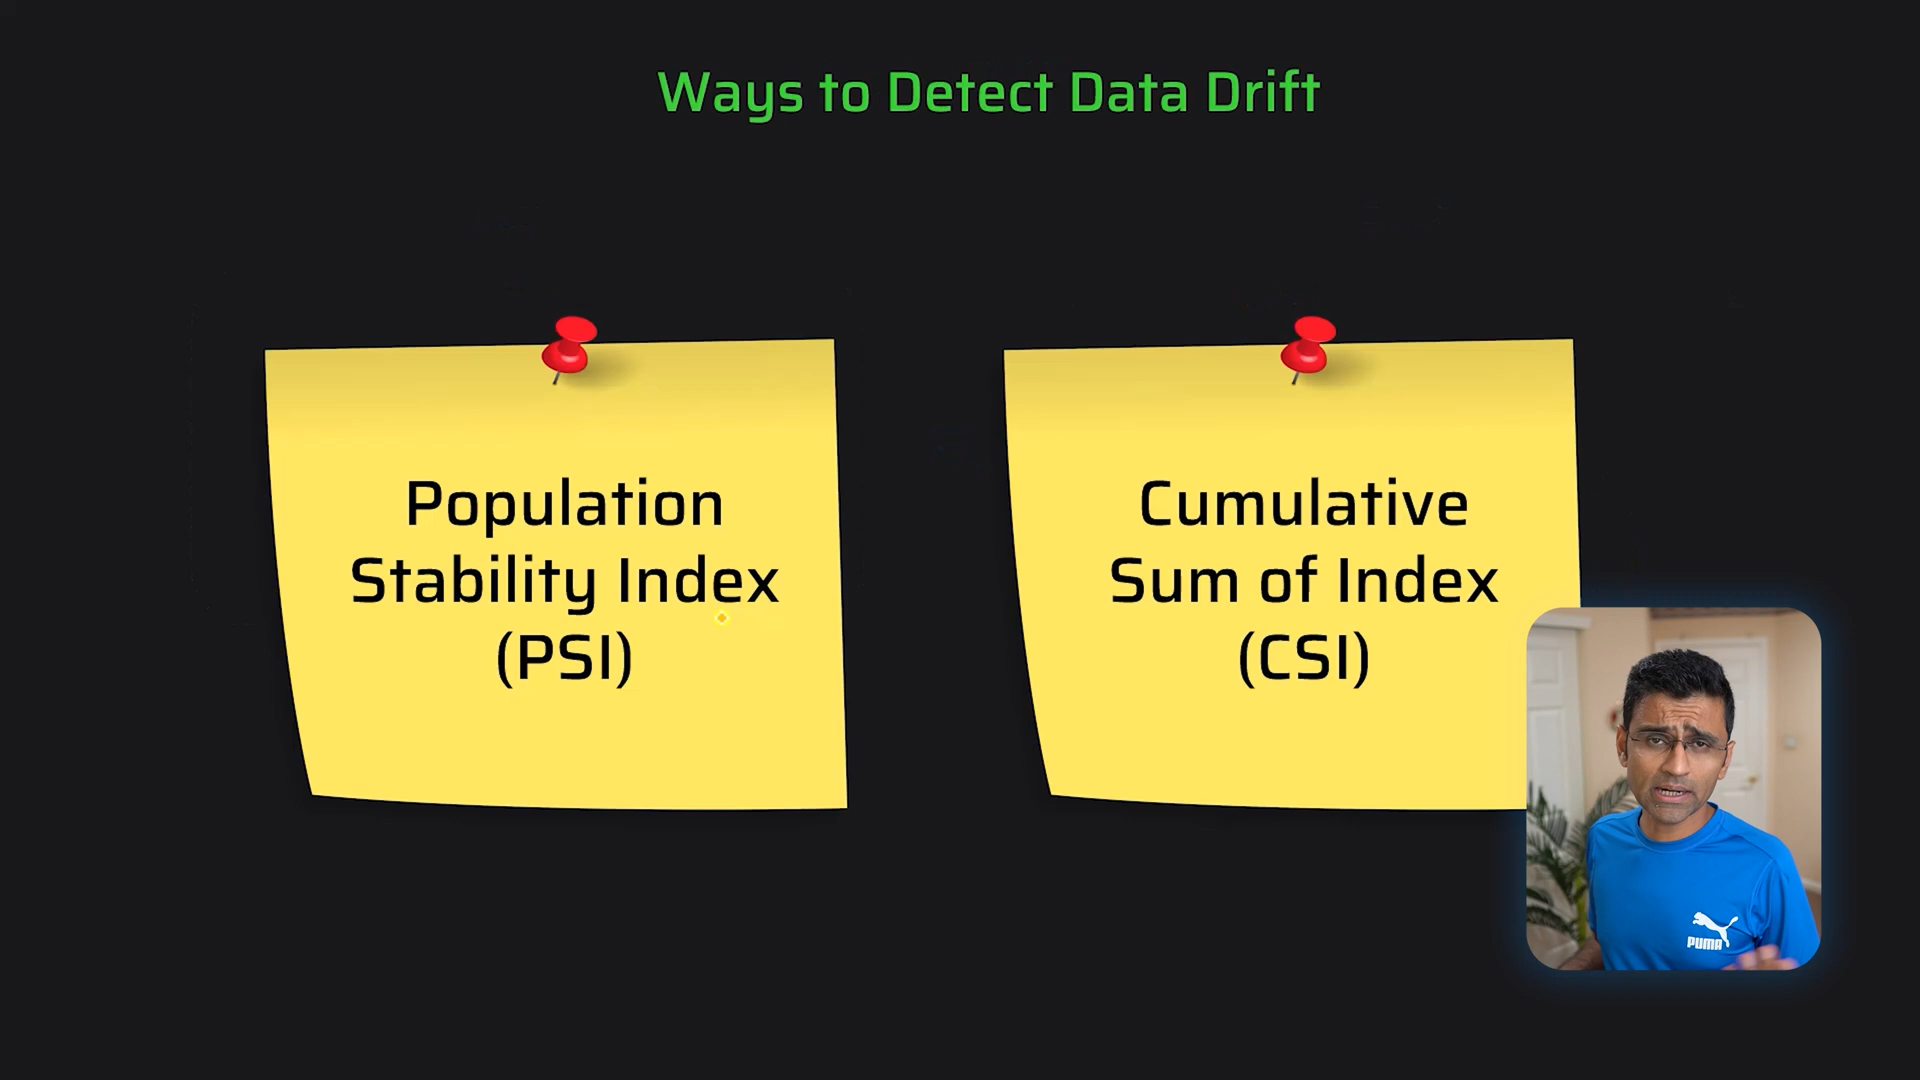 Ways to Detect Data Drift
Population
Stability Index
(PSI)
Cumulative
Sum of Index
(CSI)
PUMA